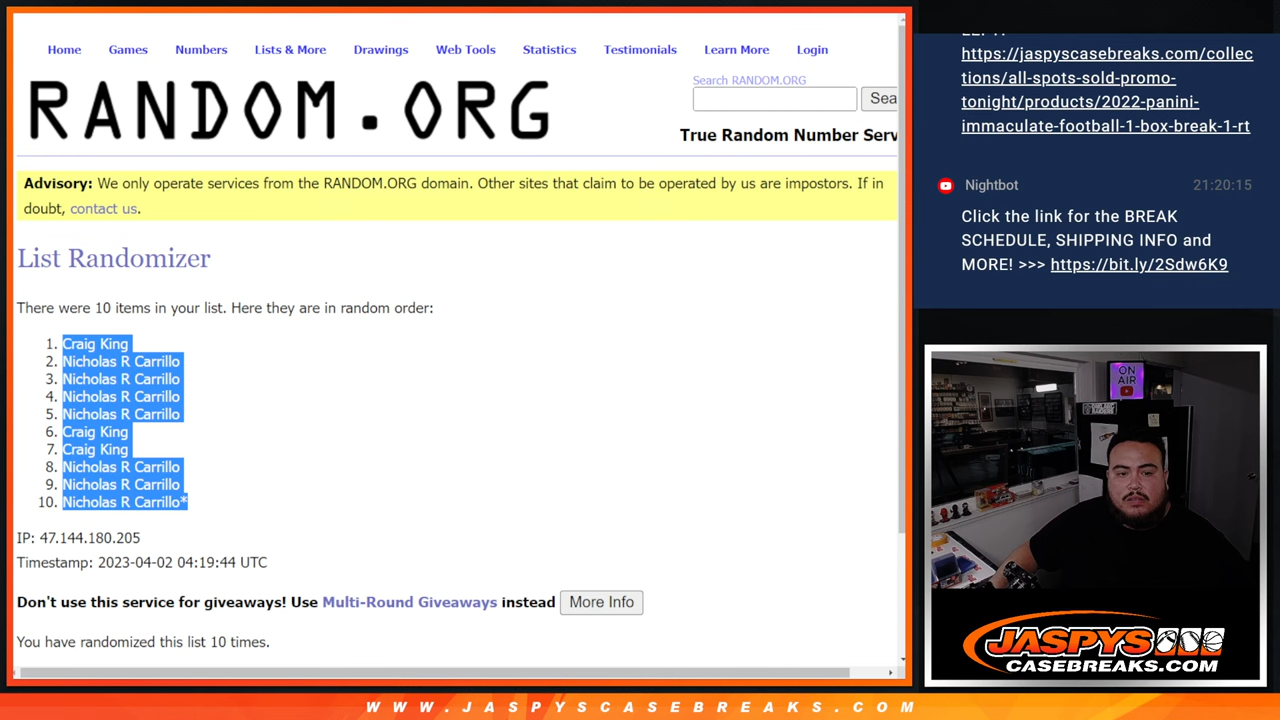 Home Games Numbers Lists & More Drawings Web Tools Statistics Testimonials Learn More Login
RANDOM.ORG
Search RANDOM.ORG
Sea
True Random Number Serv
Advisory: We only operate services from the RANDOM.ORG domain. Other sites that claim to be operated by us are impostors. If in
doubt, contact us.
List Randomizer
There were 10 items in your list. Here they are in random order:
1. Craig King
2. Nicholas R Carrillo
3. Nicholas R Carrillo
4. Nicholas R Carrillo
5. Nicholas R Carrillo
6. Craig King
7. Craig King
8. Nicholas R Carrillo
9. Nicholas R Carrillo
10. Nicholas R Carrillo*
IP: 47.144.180.205
Timestamp: 2023-04-02 04:19:44 UTC
Don't use this service for giveaways! Use Multi-Round Giveaways instead More Info
You have randomized this list 10 times.
https://jaspyscasebreaks.com/collec
tions/all-spots-sold-promo-
tonight/products/2022-panini-
immaculate-football-1-box-break-1-rt
Nightbot 21:20:15
Click the link for the BREAK
SCHEDULE, SHIPPING INFO and
MORE! >>> https://bit.ly/2Sdw6K9
ON
AIR
JASPYS
CASEBREAKS.COM
WWW.JASPYSCASEBREAKS.COM